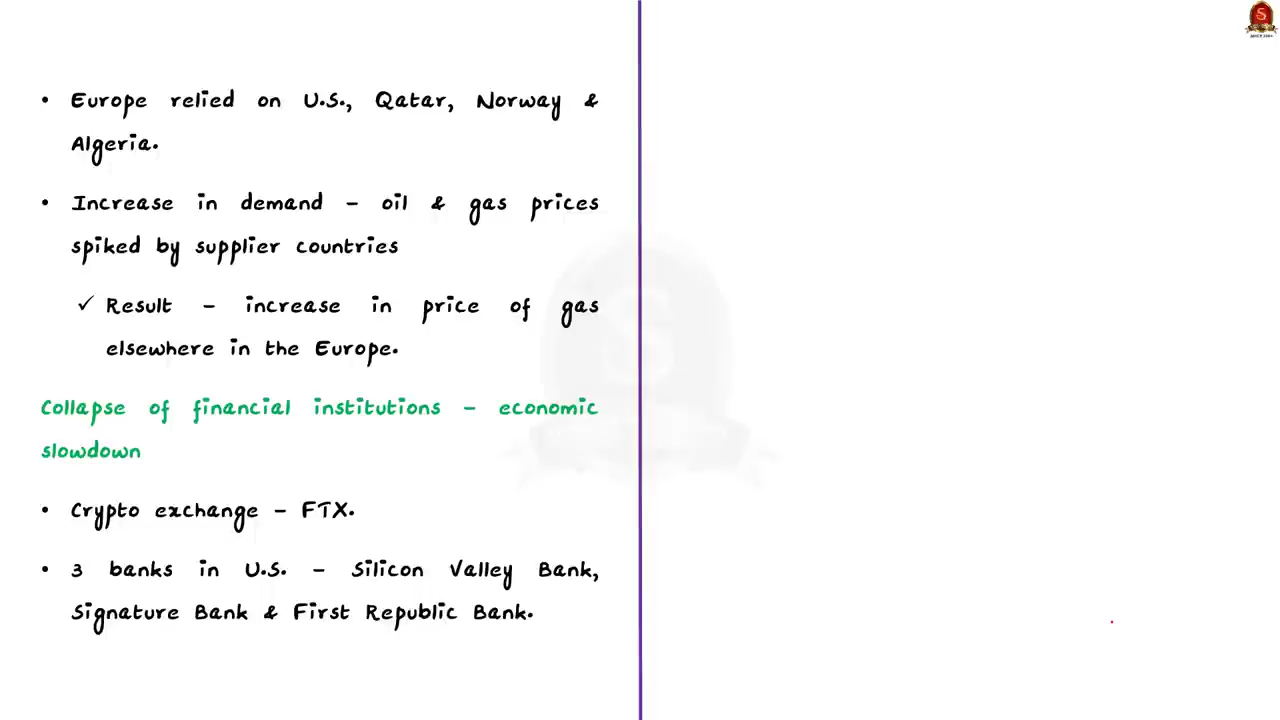 • Europe relied on U.S., Qatar, Norway &
Algeria.
• Increase in demand – oil & gas prices
spiked by supplier countries
✓ Result – increase in price of gas
elsewhere in the Europe.
Collapse of financial institutions – economic
slowdown
• Crypto exchange – FTX.
• 3 banks in U.S. – Silicon Valley Bank,
Signature Bank & First Republic Bank.
S